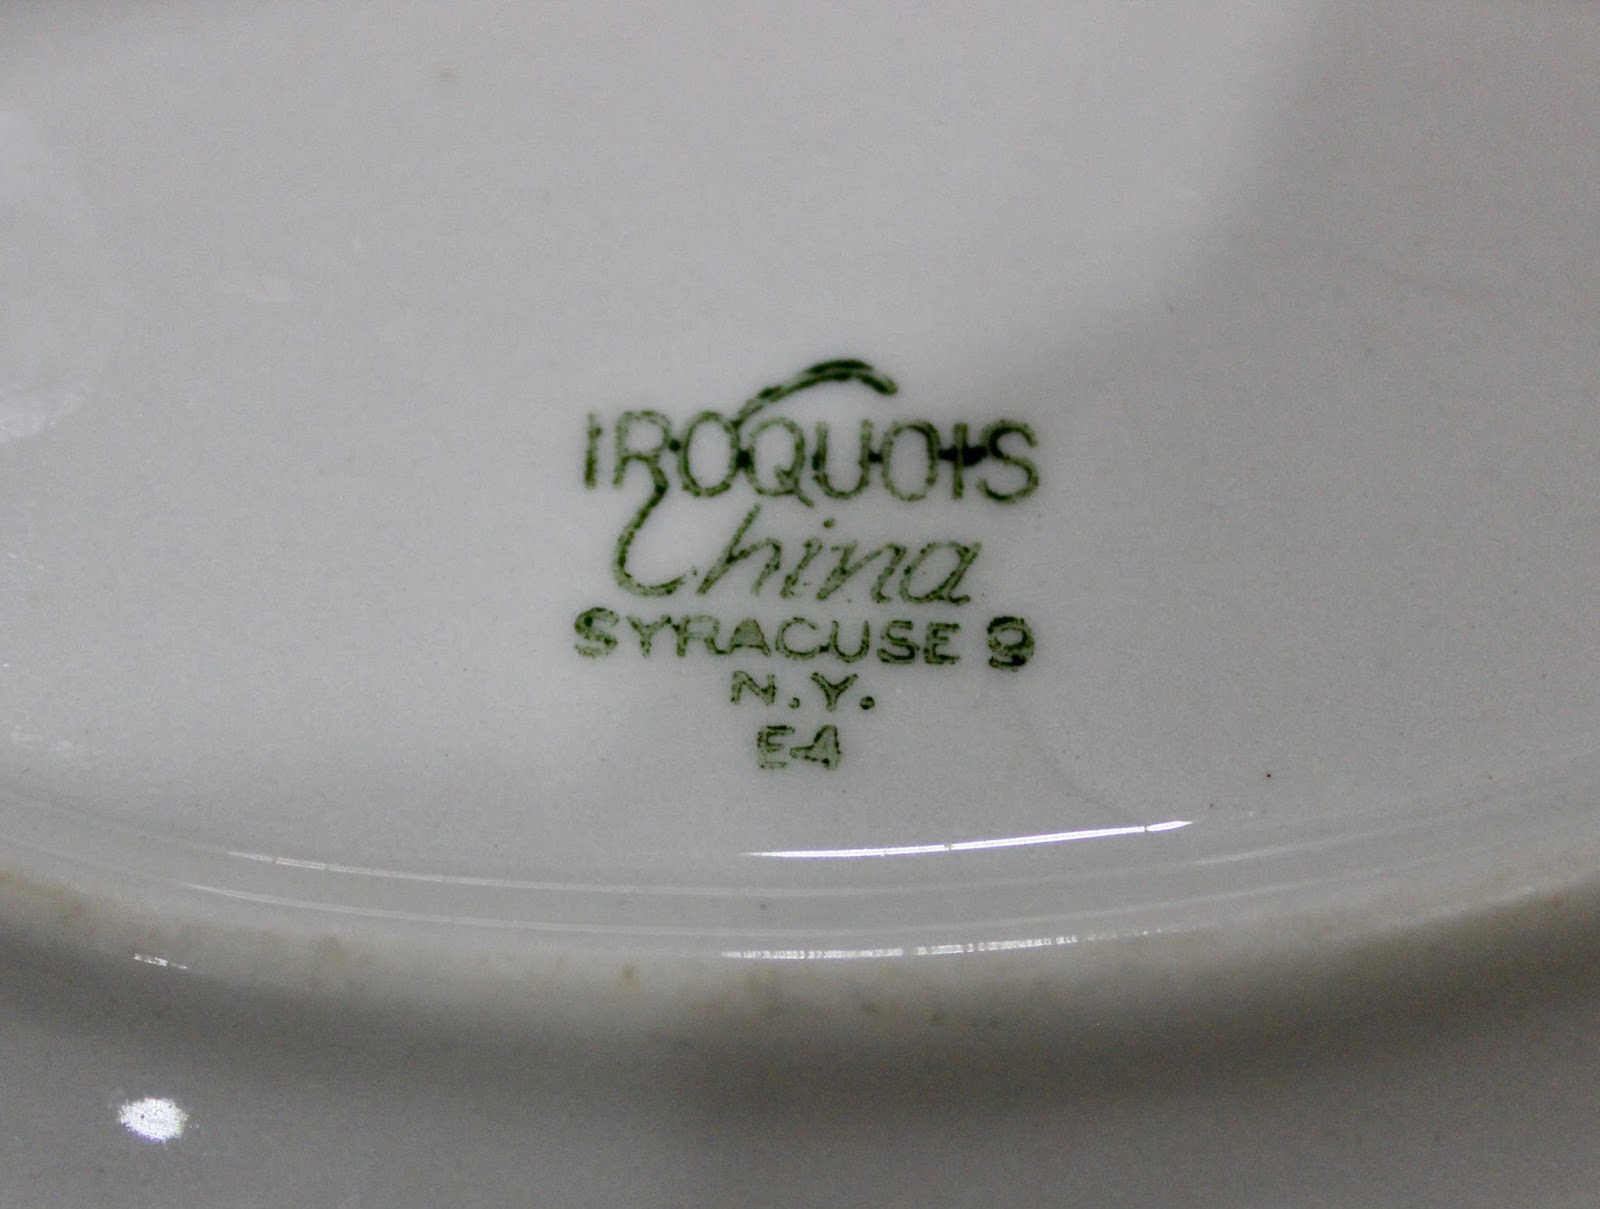 IROQUOIS
China
SYRACUSE 9
N.Y.
E4